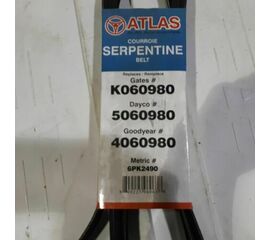 ATLAS
COURROIE
SERPENTINE
BELT
Replaces - Remplace
Gates #
K060980
Dayco #
5060980
Goodyear #
4060980
Metric #
6PK2490